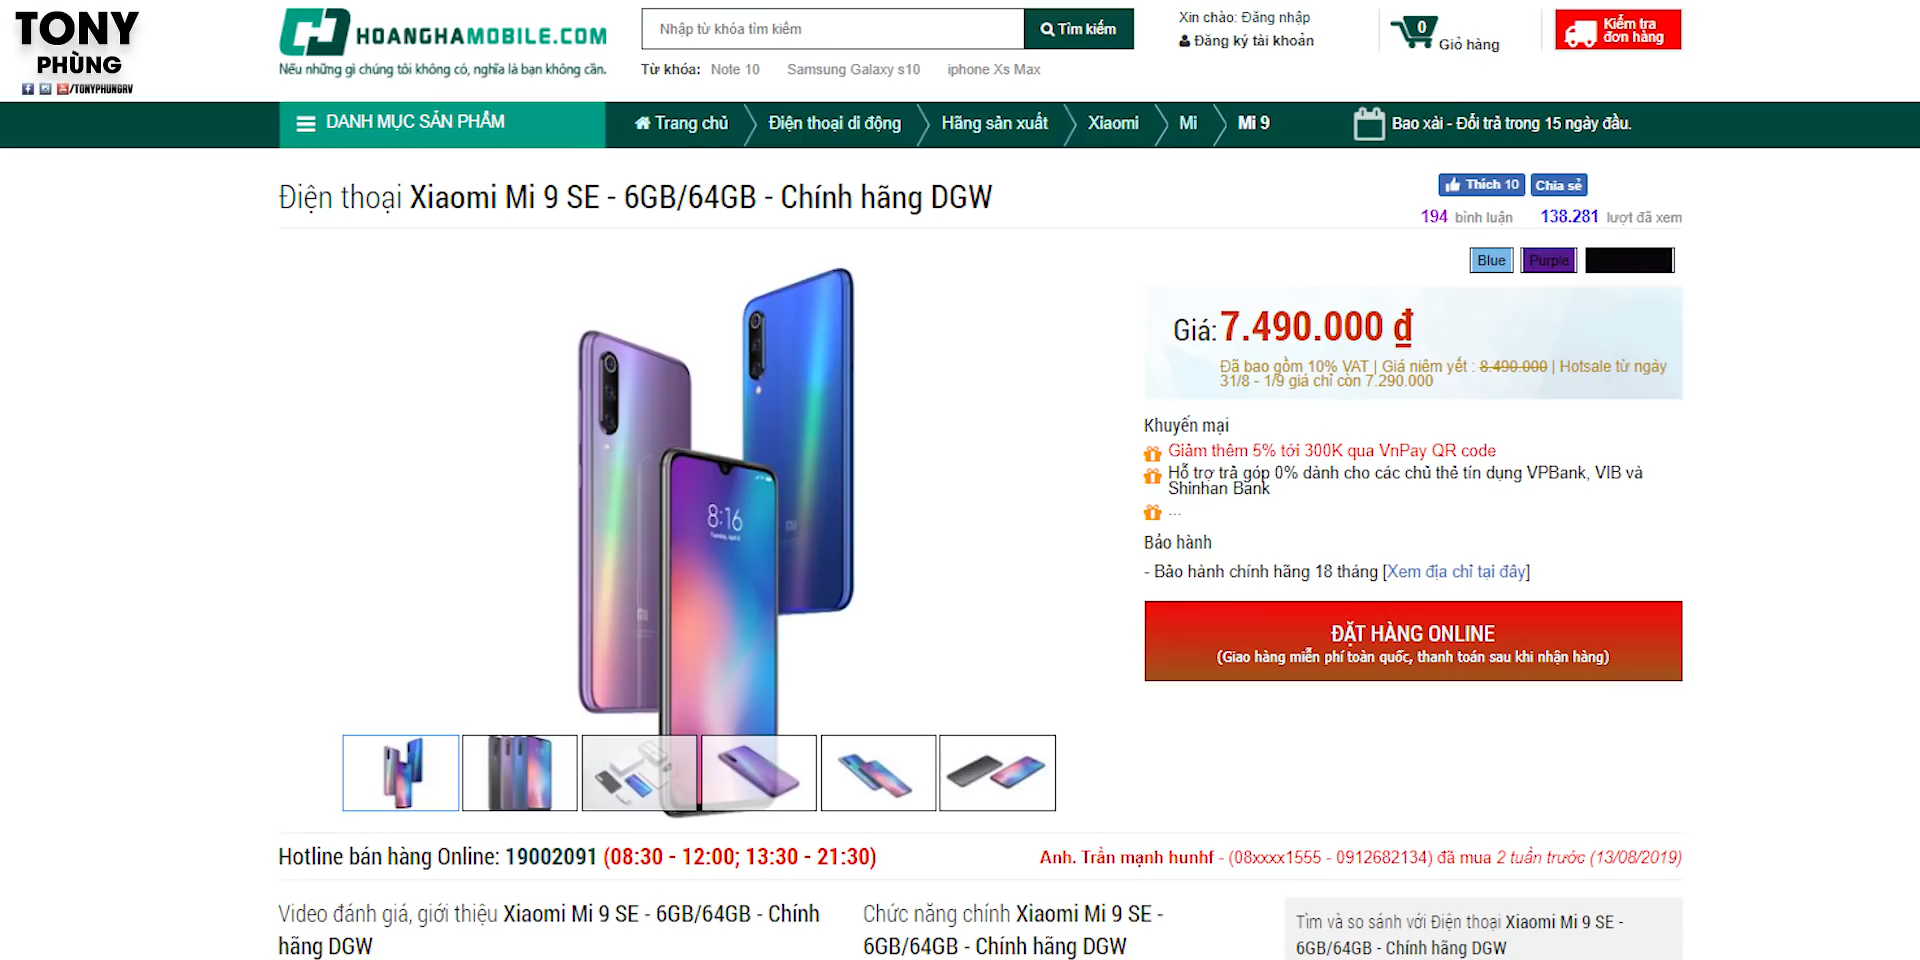 TONY
PHÙNG
/TONYPHUNGRV
HOANGHAMOBILE.COM
Nếu những gì chúng tôi không có, nghĩa là bạn không cần.
Nhập từ khóa tìm kiếm
Tìm kiếm
Từ khóa: Note 10 Samsung Galaxy s10 iphone Xs Max
Xin chào: Đăng nhập
Đăng ký tài khoản
0
Giỏ hàng
Kiểm tra
đơn hàng
DANH MỤC SẢN PHẨM
Trang chủ Điện thoại di động Hãng sản xuất Xiaomi Mi Mi 9
Bao xài - Đổi trả trong 15 ngày đầu.
Điện thoại Xiaomi Mi 9 SE - 6GB/64GB - Chính hãng DGW
Thích 10 Chia sẻ
194 bình luận 138.281 lượt đã xem
Blue Purple
Giá: 7.490.000 ₫
Đã bao gồm 10% VAT | Giá niêm yết : 8.490.000 | Hotsale từ ngày
31/8 - 1/9 giá chỉ còn 7.290.000
Khuyến mại
Giảm thêm 5% tới 300K qua VnPay QR code
Hỗ trợ trả góp 0% dành cho các chủ thẻ tín dụng VPBank, VIB và
Shinhan Bank
...
Bảo hành
- Bảo hành chính hãng 18 tháng [Xem địa chỉ tại đây]
ĐẶT HÀNG ONLINE
(Giao hàng miễn phí toàn quốc, thanh toán sau khi nhận hàng)
8:16
MI
MI
Hotline bán hàng Online: 19002091 (08:30 - 12:00; 13:30 - 21:30)
Anh. Trần mạnh hunhf - (08xxxx1555 - 0912682134) đã mua 2 tuần trước (13/08/2019)
Video đánh giá, giới thiệu Xiaomi Mi 9 SE - 6GB/64GB - Chính
hãng DGW
Chức năng chính Xiaomi Mi 9 SE -
6GB/64GB - Chính hãng DGW
Tìm và so sánh với Điện thoại Xiaomi Mi 9 SE -
6GB/64GB - Chính hãng DGW